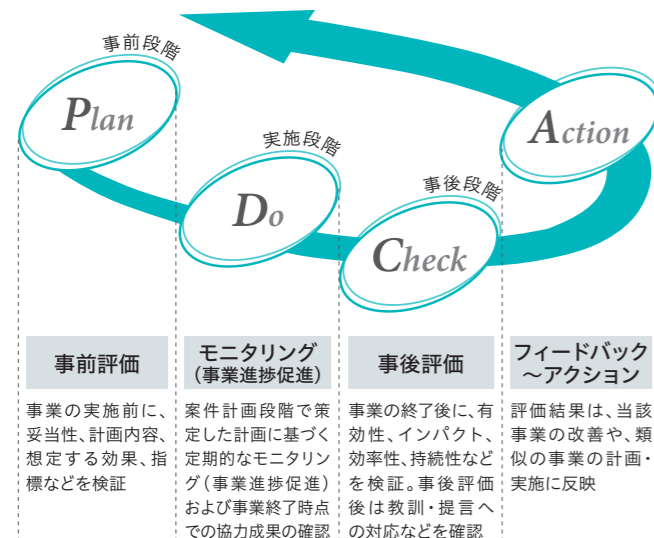 事前段階
Plan
実施段階
Do
事後段階
Check
Action
事前評価
事業の実施前に、
妥当性、計画内容、
想定する効果、指
標などを検証
モニタリング
(事業進捗促進)
案件計画段階で策
定した計画に基づく
定期的なモニタリン
グ(事業進捗促進)
および事業終了時点
での協力成果の確認
事後評価
事業の終了後に、有
効性、インパクト、
効率性、持続性など
を検証。事後評価
後は教訓・提言へ
の対応などを確認
フィードバック
～アクション
評価結果は、当該
事業の改善や、類
似の事業の計画・
実施に反映